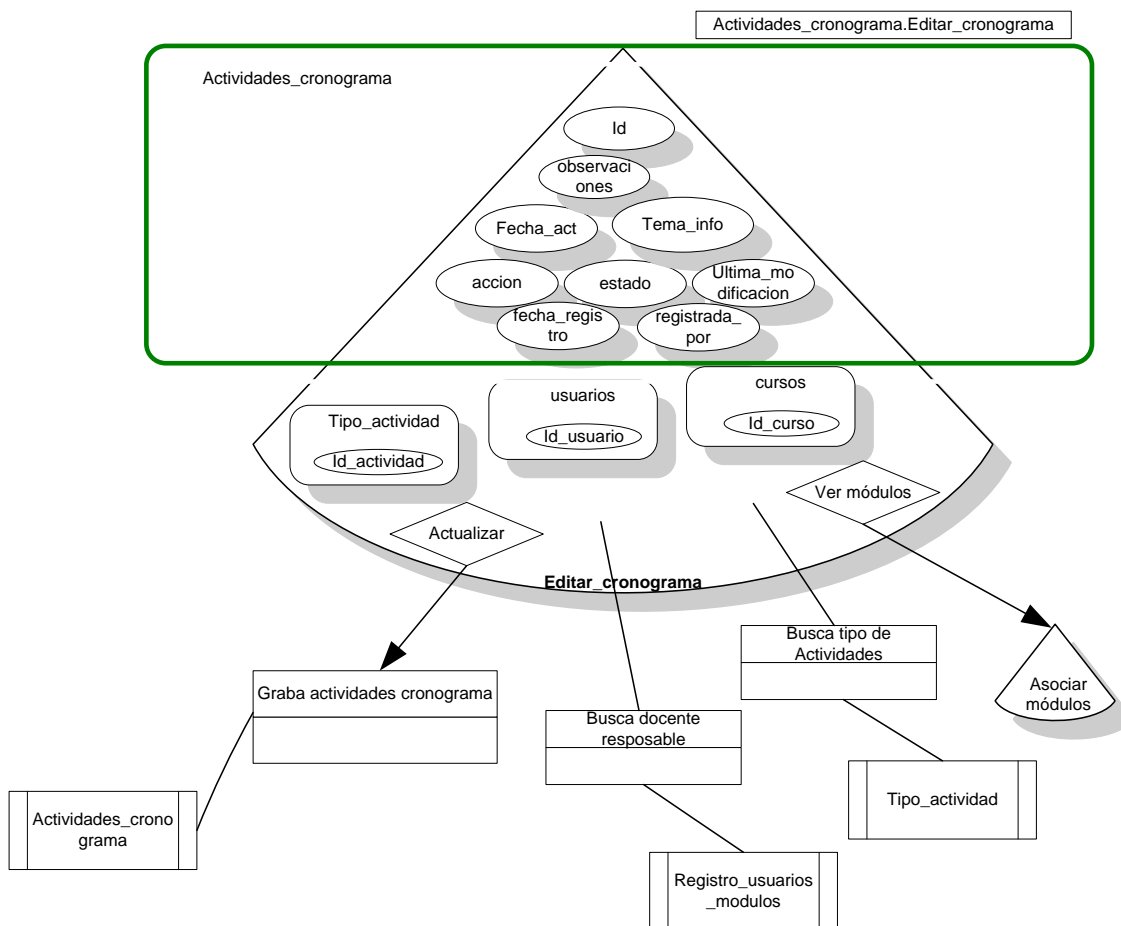 Actividades_cronograma.Editar_cronograma
Actividades_cronograma
Id
observaci
ones
Fecha_act
Tema_info
accion
estado
Ultima_mo
dificacion
fecha_regis
tro
registrada_
por
Tipo_actividad
Id_actividad
usuarios
Id_usuario
cursos
Id_curso
Actualizar
Ver módulos
Editar_cronograma
Graba actividades cronograma
Busca docente
resposable
Busca tipo de
Actividades
Asociar
módulos
Actividades_crono
grama
Tipo_actividad
Registro_usuarios
_modulos